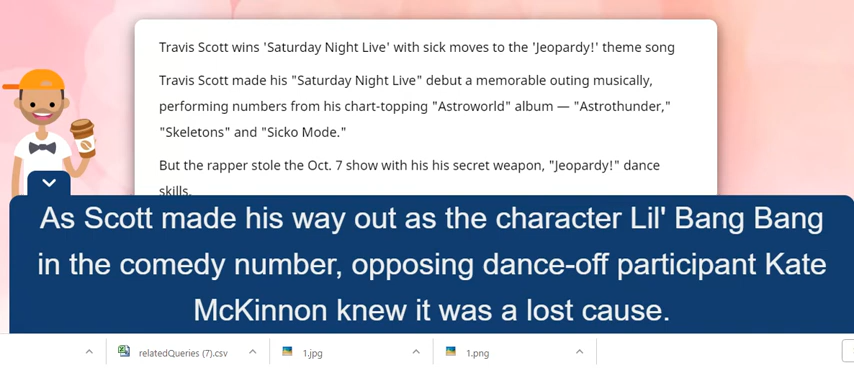 Travis Scott wins 'Saturday Night Live' with sick moves to the 'Jeopardy!' theme song
Travis Scott made his "Saturday Night Live" debut a memorable outing musically,
performing numbers from his chart-topping "Astroworld" album — "Astrothunder,"
"Skeletons" and "Sicko Mode."
But the rapper stole the Oct. 7 show with his his secret weapon, "Jeopardy!" dance
skills.
As Scott made his way out as the character Lil' Bang Bang
in the comedy number, opposing dance-off participant Kate
McKinnon knew it was a lost cause.
relatedQueries (7).csv
1.jpg
1.png